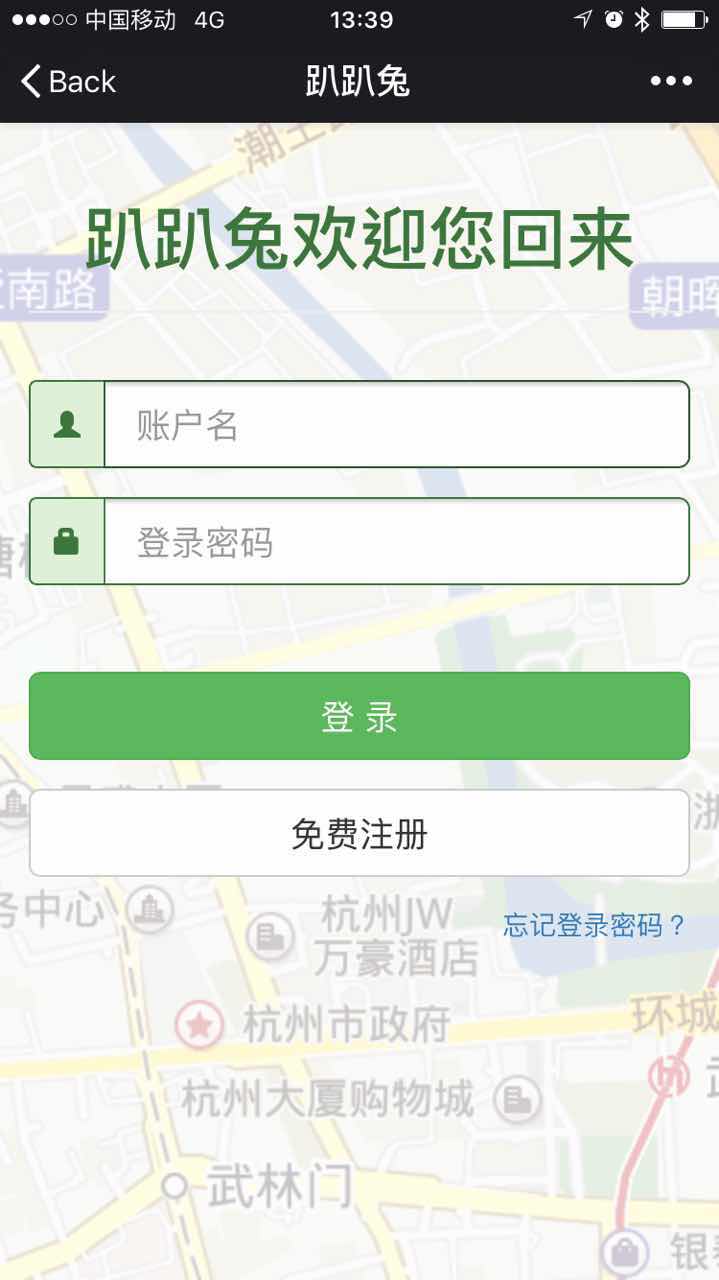 中国移动 4G 13:39
Back 趴趴兔
潮王路
趴趴兔欢迎您回来
南路
朝晖
账户名
登录密码
登 录
免费注册
务中心
杭州JW
万豪酒店
忘记登录密码？
杭州市政府
环城
杭州大厦购物城
武林门